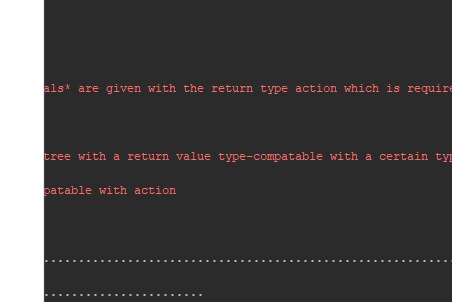 als* are given with the return type action which is require
tree with a return value type-compatable with a certain typ
patable with action
..........................................................
.......................